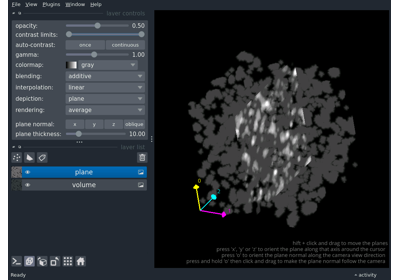 File View Plugins Window Help
layer controls
opacity: 0.50
contrast limits:
auto-contrast: once continuous
gamma: 1.00
colormap: gray
blending: additive
interpolation: linear
depiction: plane
rendering: average
plane normal: x y z oblique
plane thickness: 10.00
layer list
plane
volume
shift + click and drag to move the planes
press 'x', 'y' or 'z' to orient the plane along that axis around the cursor
press 'o' to orient the plane normal along the camera view direction
press and hold 'o' then click and drag to make the plane normal follow the camera
Ready
activity